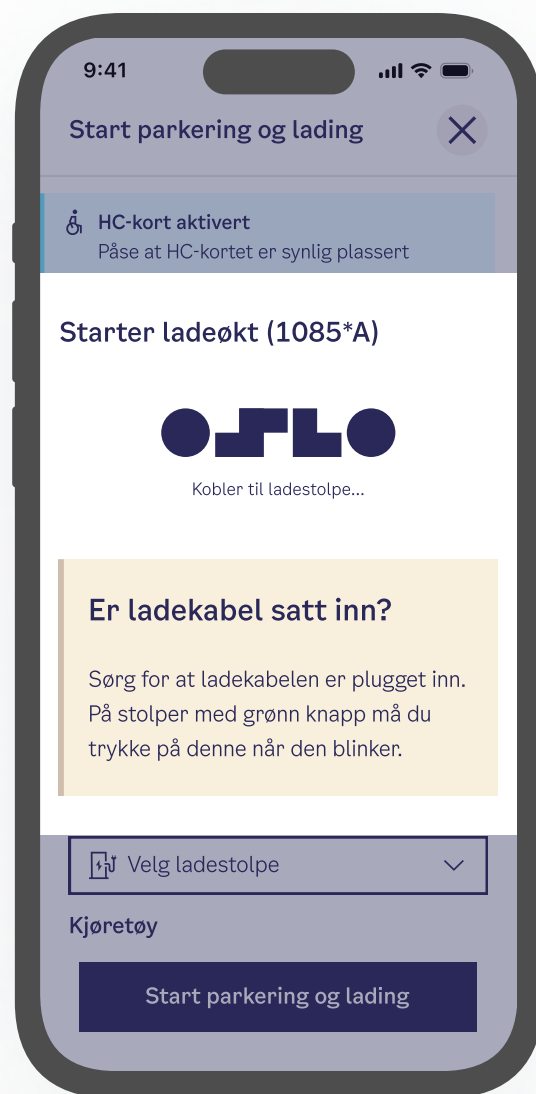 9:41
Start parkering og lading
HC-kort aktivert
Påse at HC-kortet er synlig plassert
Starter ladeøkt (1085*A)
OSLO
Kobler til ladestolpe...
Er ladekabel satt inn?
Sørg for at ladekabelen er plugget inn.
På stolper med grønn knapp må du
trykke på denne når den blinker.
Velg ladestolpe
Kjøretøy
Start parkering og lading